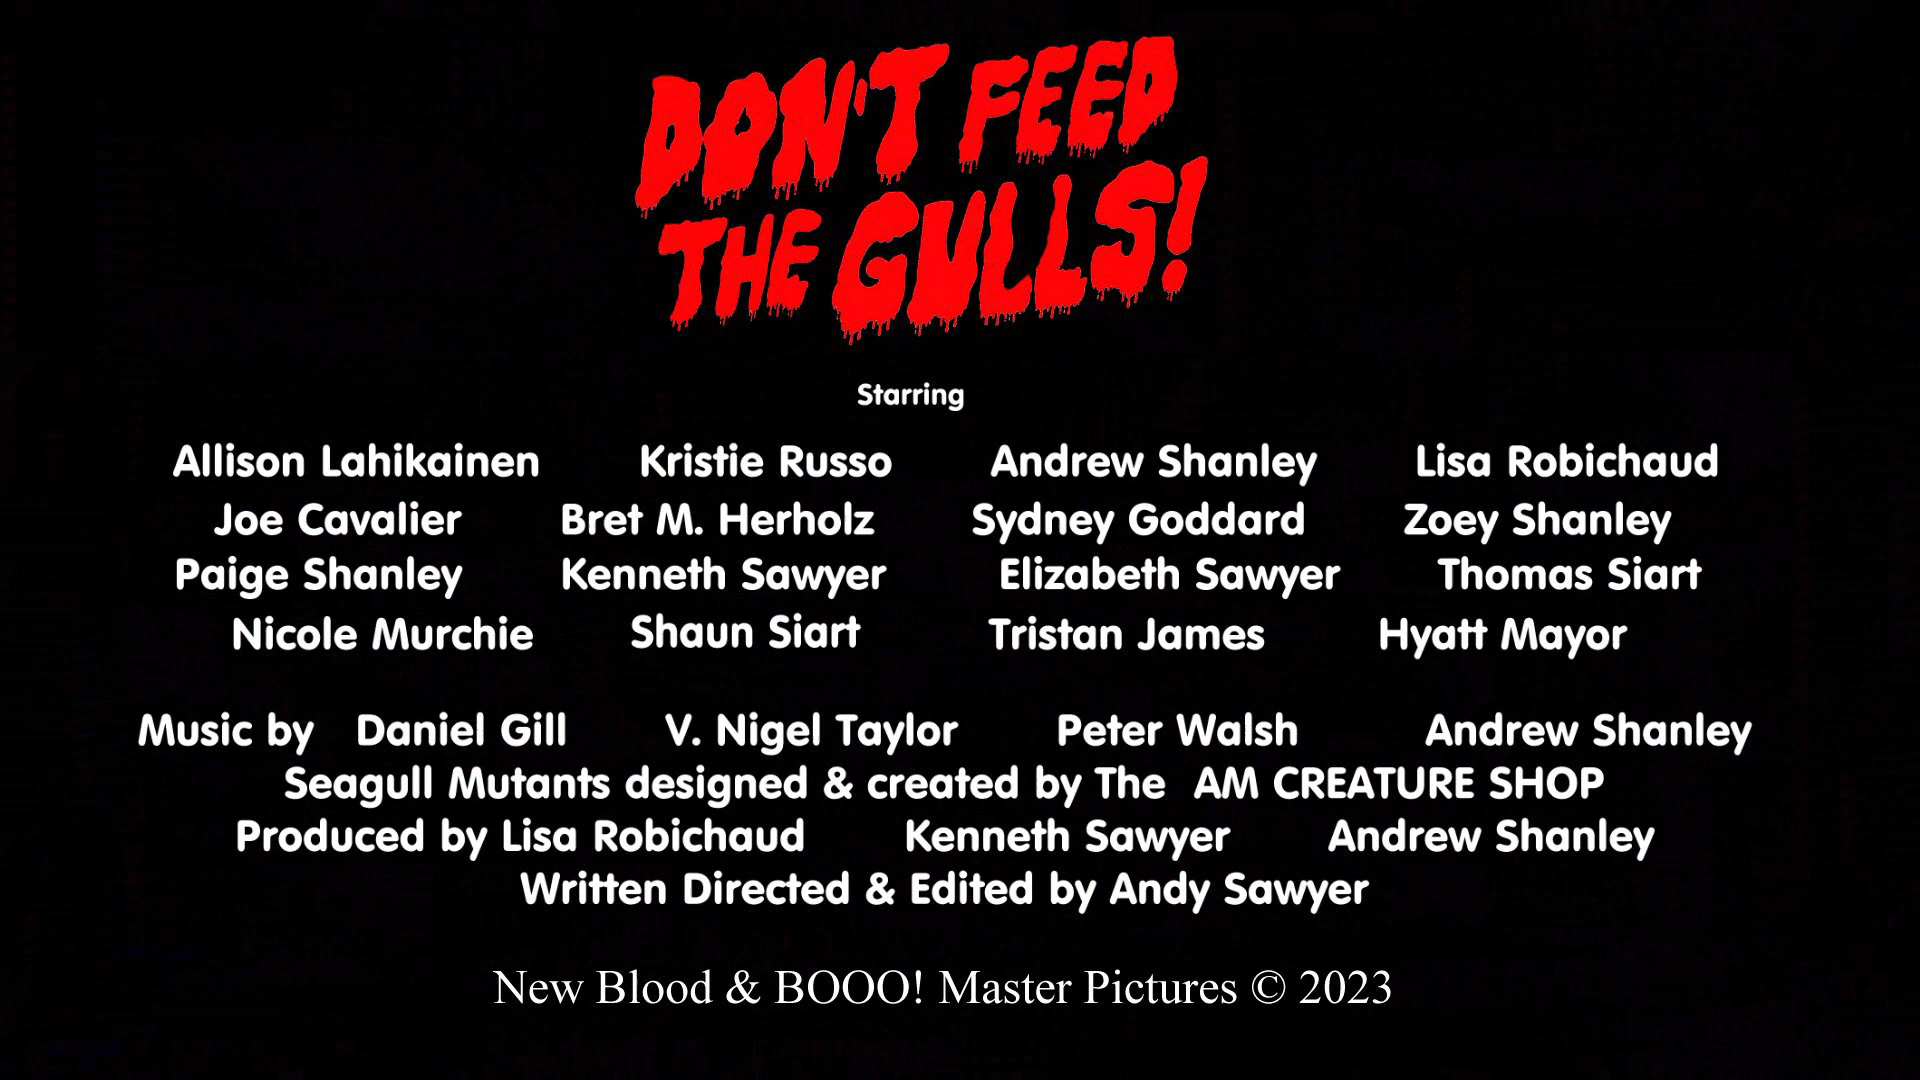 DON'T FEED
THE GULLS!
Starring
Allison Lahikainen Kristie Russo Andrew Shanley Lisa Robichaud
Joe Cavalier Bret M. Herholz Sydney Goddard Zoey Shanley
Paige Shanley Kenneth Sawyer Elizabeth Sawyer Thomas Siart
Nicole Murchie Shaun Siart Tristan James Hyatt Mayor
Music by Daniel Gill V. Nigel Taylor Peter Walsh Andrew Shanley
Seagull Mutants designed & created by The AM CREATURE SHOP
Produced by Lisa Robichaud Kenneth Sawyer Andrew Shanley
Written Directed & Edited by Andy Sawyer
New Blood & BOOO! Master Pictures © 2023